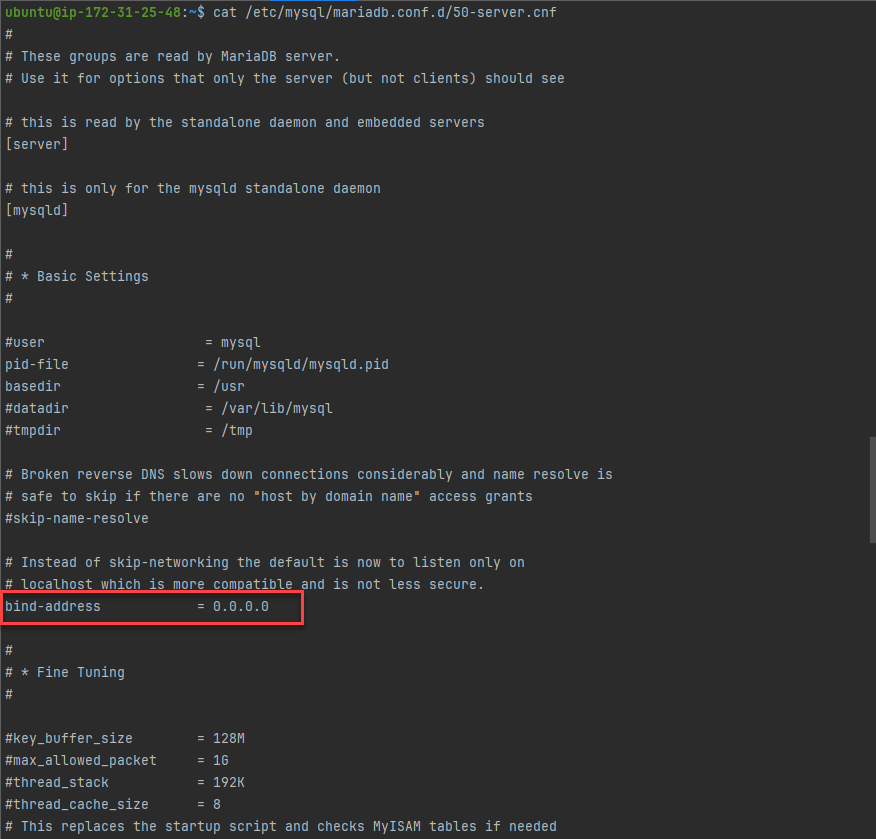 ubuntu@ip-172-31-25-48:~$ cat /etc/mysql/mariadb.conf.d/50-server.cnf
#
# These groups are read by MariaDB server.
# Use it for options that only the server (but not clients) should see
# this is read by the standalone daemon and embedded servers
[server]
# this is only for the mysqld standalone daemon
[mysqld]
#
# * Basic Settings
#
#user                    = mysql
pid-file                = /run/mysqld/mysqld.pid
basedir                 = /usr
#datadir                 = /var/lib/mysql
#tmpdir                  = /tmp
# Broken reverse DNS slows down connections considerably and name resolve is
# safe to skip if there are no "host by domain name" access grants
#skip-name-resolve
# Instead of skip-networking the default is now to listen only on
# localhost which is more compatible and is not less secure.
bind-address            = 0.0.0.0
#
# * Fine Tuning
#
#key_buffer_size        = 128M
#max_allowed_packet     = 1G
#thread_stack           = 192K
#thread_cache_size      = 8
# This replaces the startup script and checks MyISAM tables if needed